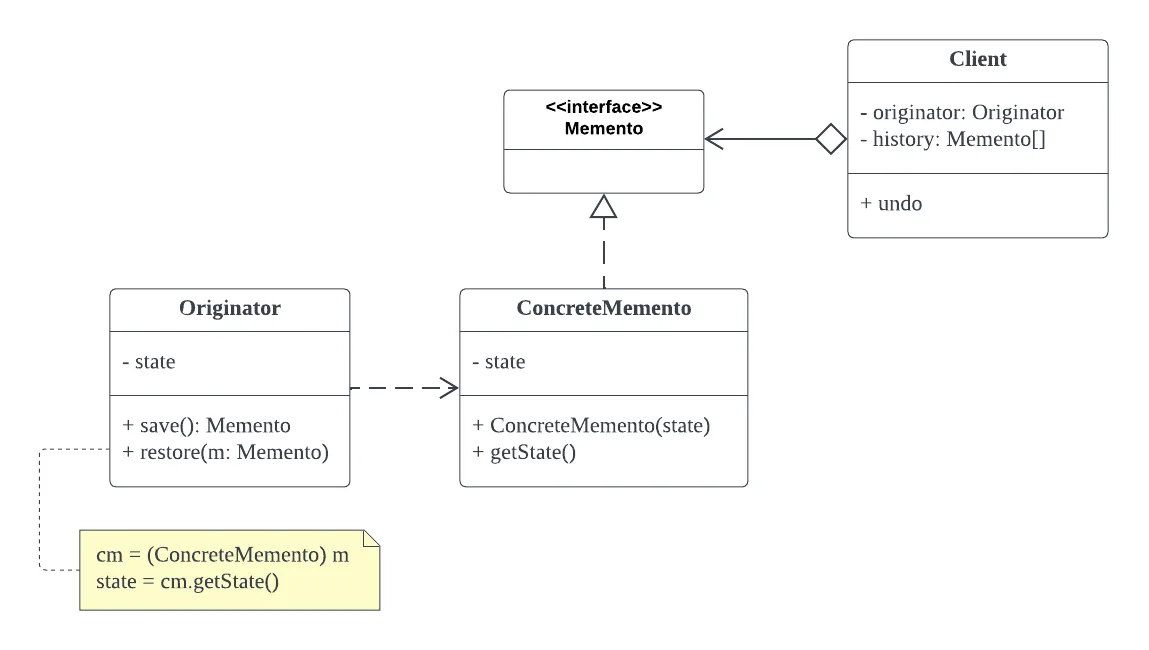 Client
- originator: Originator
- history: Memento[]
+ undo
<<interface>>
Memento
Originator
- state
+ save(): Memento
+ restore(m: Memento)
ConcreteMemento
- state
+ ConcreteMemento(state)
+ getState()
cm = (ConcreteMemento) m
state = cm.getState()